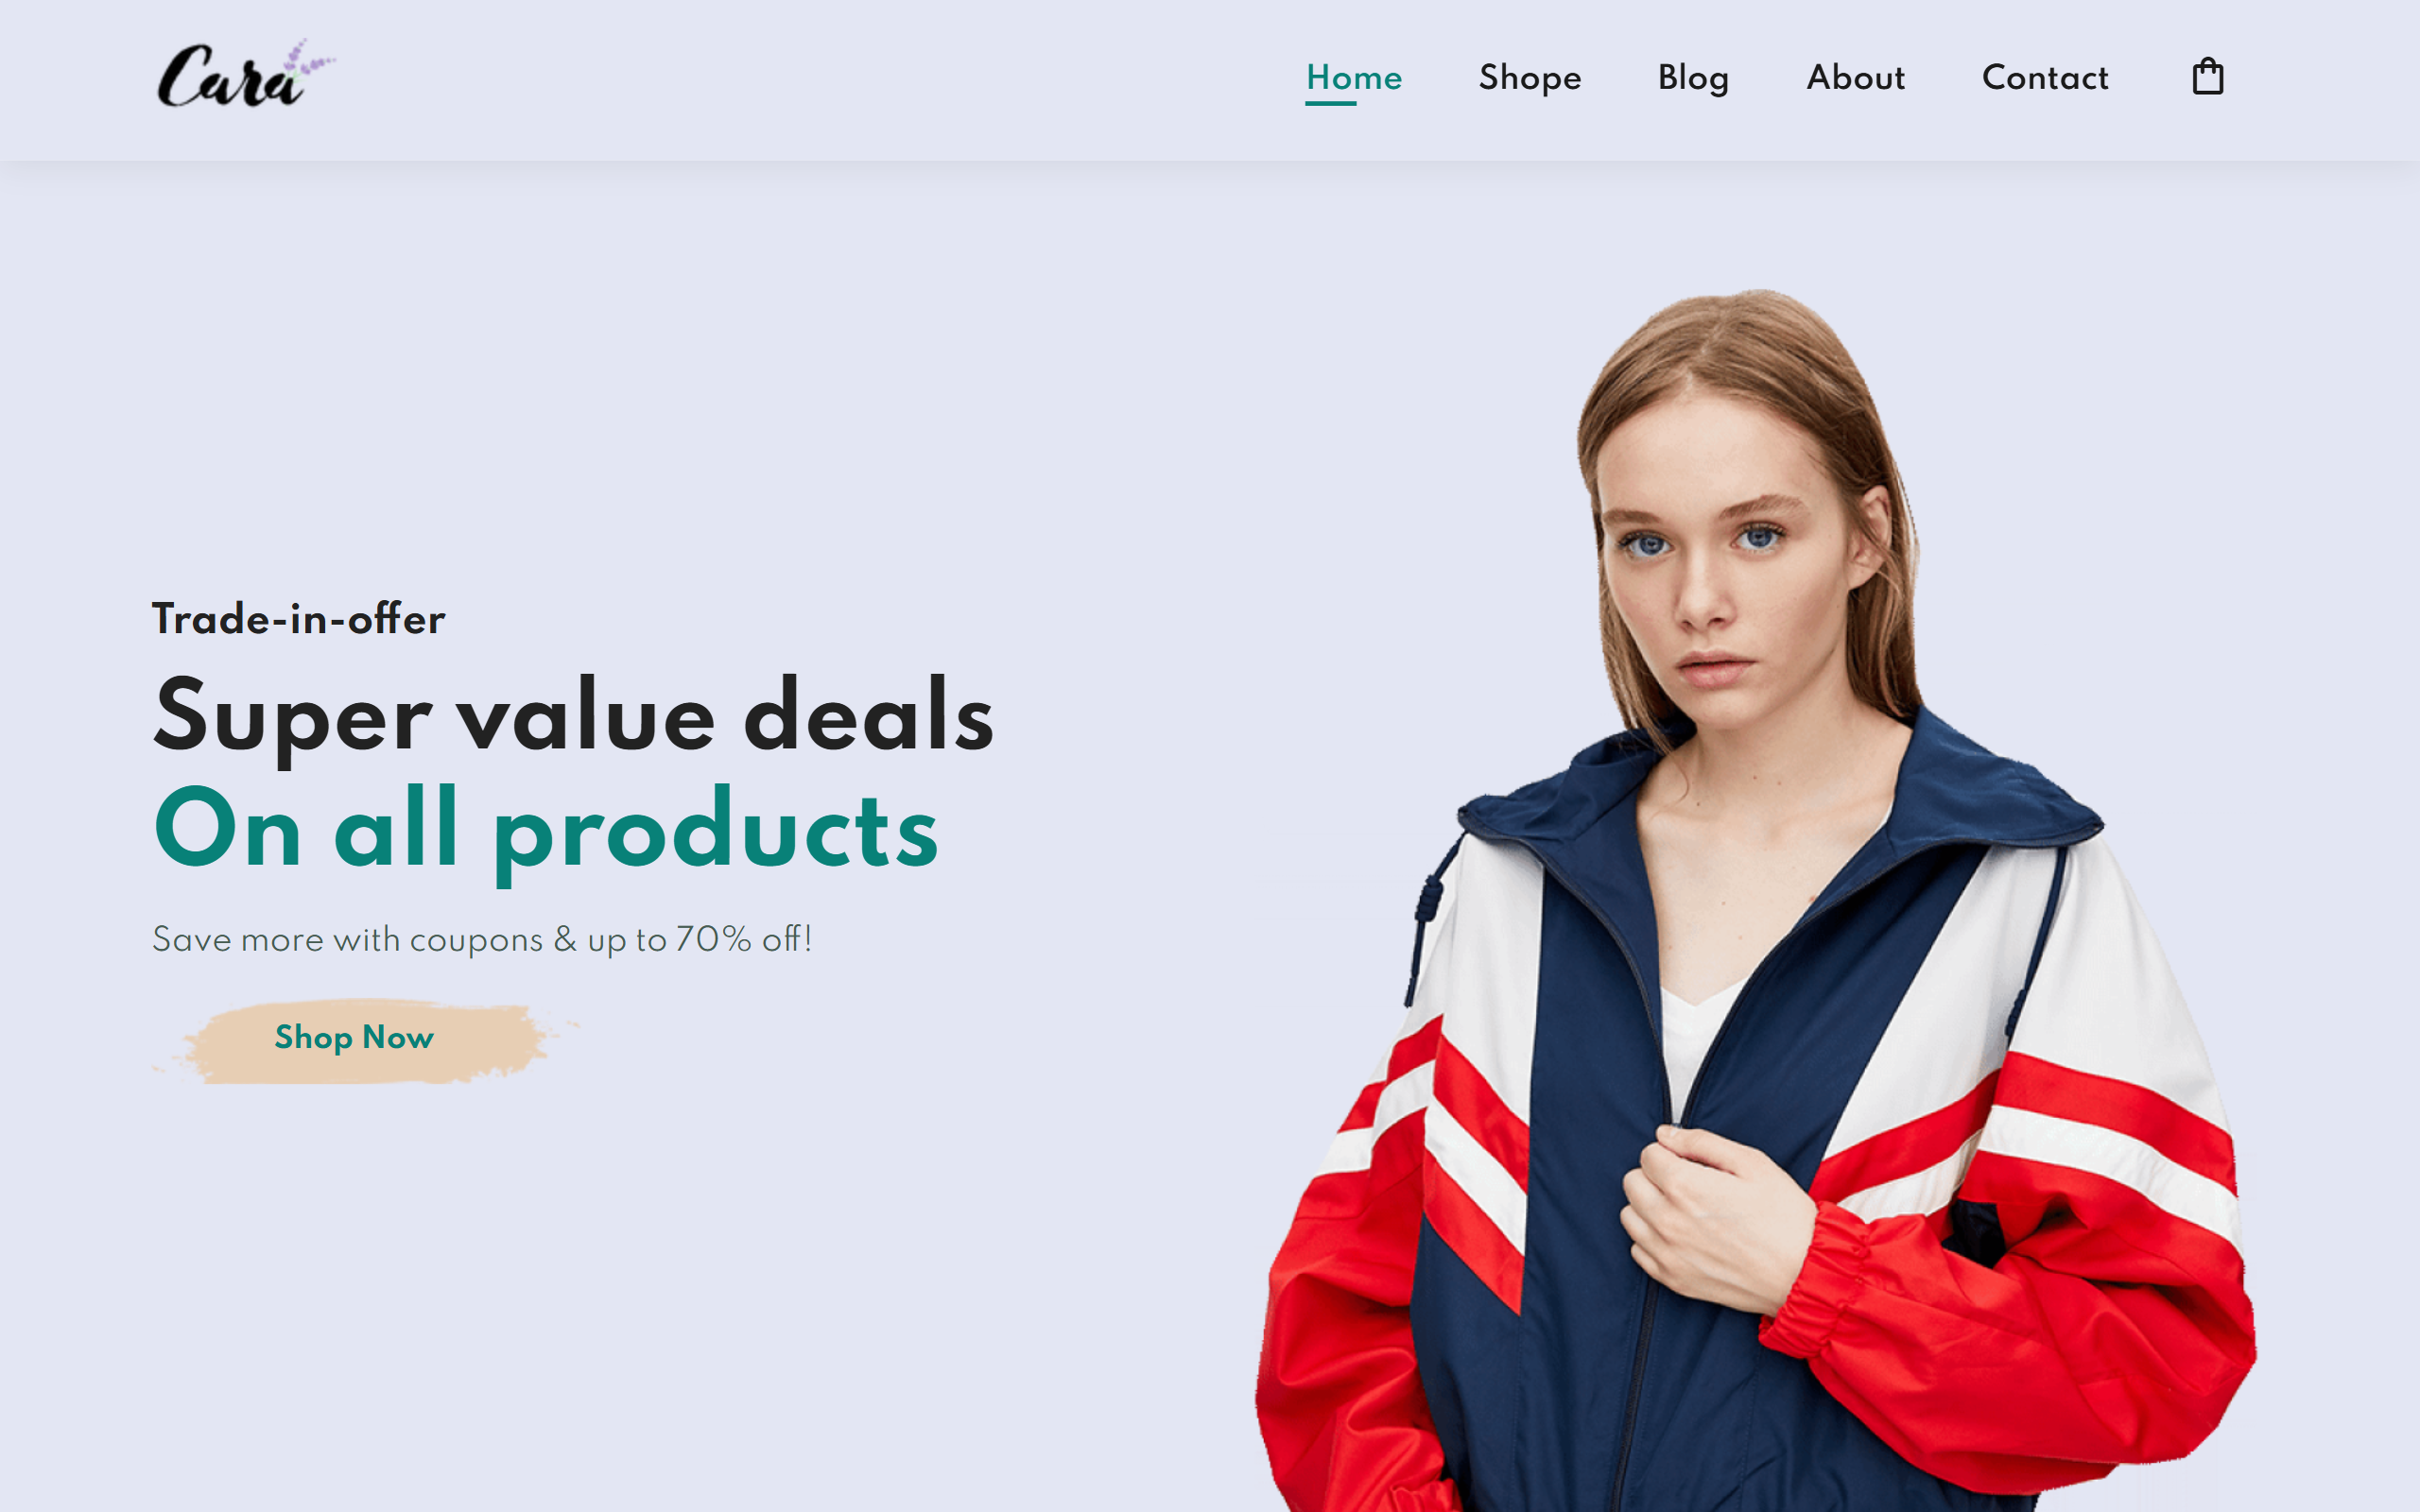 Cara
Home Shope Blog About Contact
Trade-in-offer
Super value deals
On all products
Save more with coupons & up to 70% off!
Shop Now